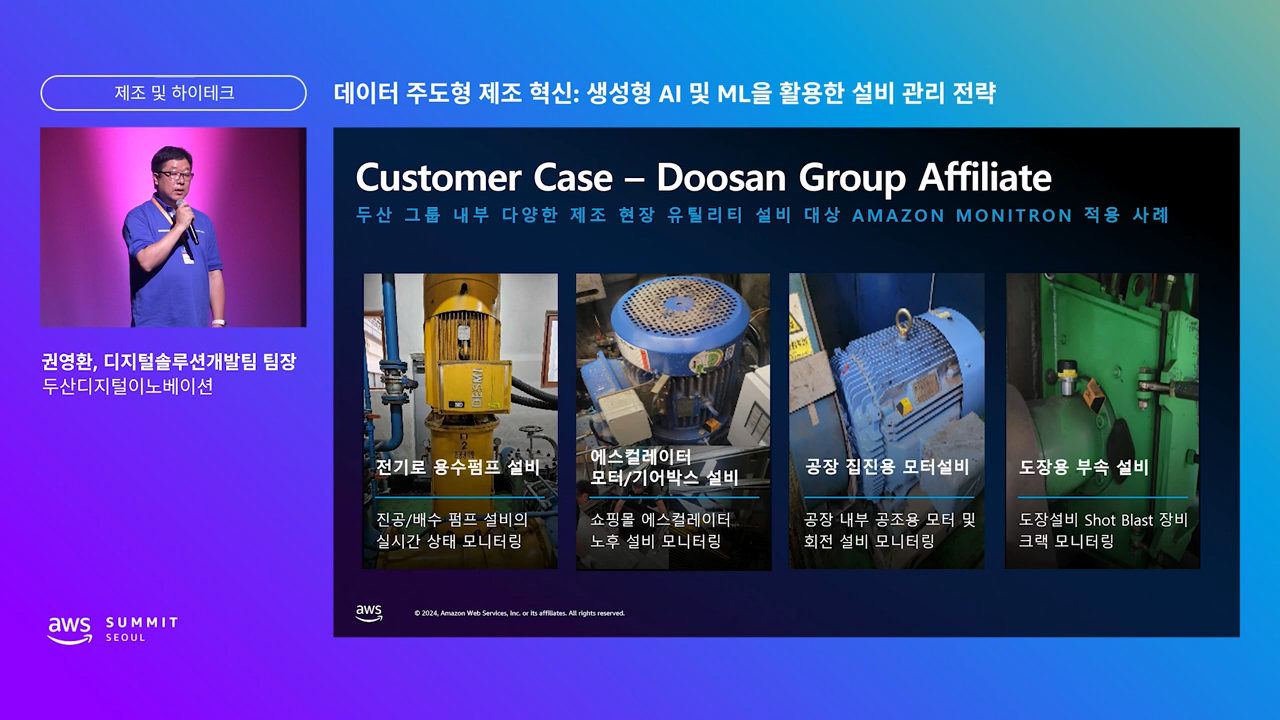 제조 및 하이테크
데이터 주도형 제조 혁신: 생성형 AI 및 ML을 활용한 설비 관리 전략
권영환, 디지털솔루션개발팀 팀장
두산디지털이노베이션
aws SUMMIT
SEOUL
Customer Case – Doosan Group Affiliate
두산 그룹 내부 다양한 제조 현장 유틸리티 설비 대상 AMAZON MONITRON 적용 사례
DESMI
전기로 용수펌프 설비
진공/배수 펌프 설비의
실시간 상태 모니터링
에스컬레이터
모터/기어박스 설비
쇼핑몰 에스컬레이터
노후 설비 모니터링
공장 집진용 모터설비
공장 내부 공조용 모터 및
회전 설비 모니터링
도장용 부속 설비
도장설비 Shot Blast 장비
크랙 모니터링
aws
© 2024, Amazon Web Services, Inc. or its affiliates. All rights reserved.